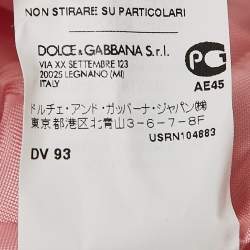 NON STIRARE SU PARTICOLARI
DOLCE & GABBANA S.r.l.
VIA XX SETTEMBRE 123
20025 LEGNANO (MI)
ITALY
AE45
ドルチェ・アンド・ガッバーナ・ジャパン(株)
東京都港区北青山3-6-7-8F
USRN104883
DV 93